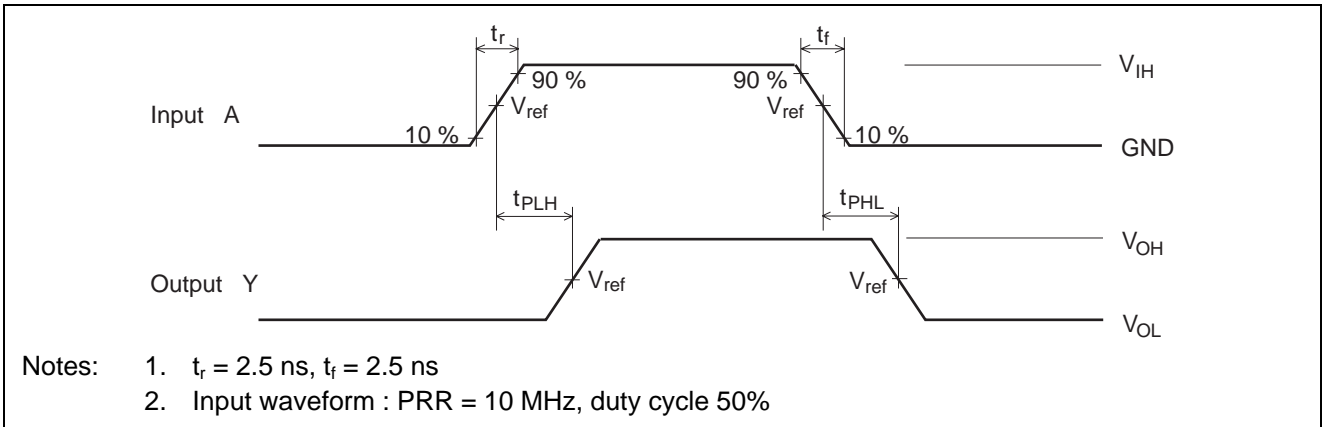 tr tf
VIH
90 % 90 %
Input A Vref Vref
10 % 10 %
GND
tPLH tPHL
VOH
Output Y Vref Vref
VOL
Notes: 1. tr = 2.5 ns, tf = 2.5 ns
2. Input waveform : PRR = 10 MHz, duty cycle 50%